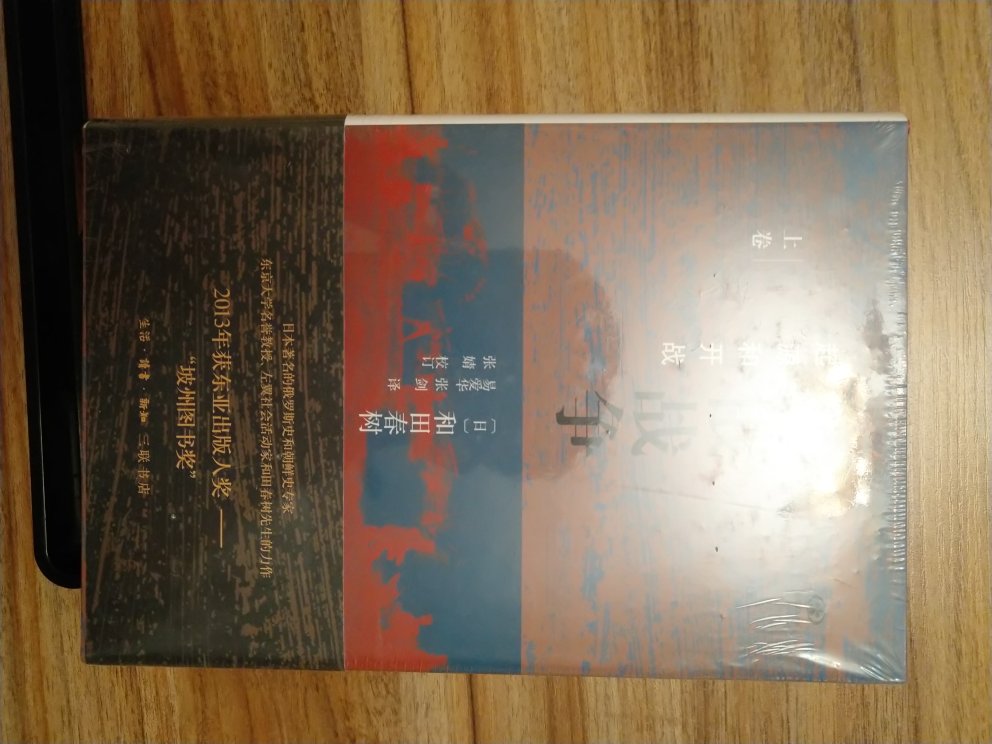 上卷
和开战
战争
〔日〕和田春树
易爱华 张剑 译
张婧 校订
日本著名的俄罗斯史和朝鲜史专家、
东京大学名誉教授、左翼社会活动家和田春树先生的力作
2013年获东亚出版人奖——
“坡州图书奖”
生活·讀書·新知 三联书店